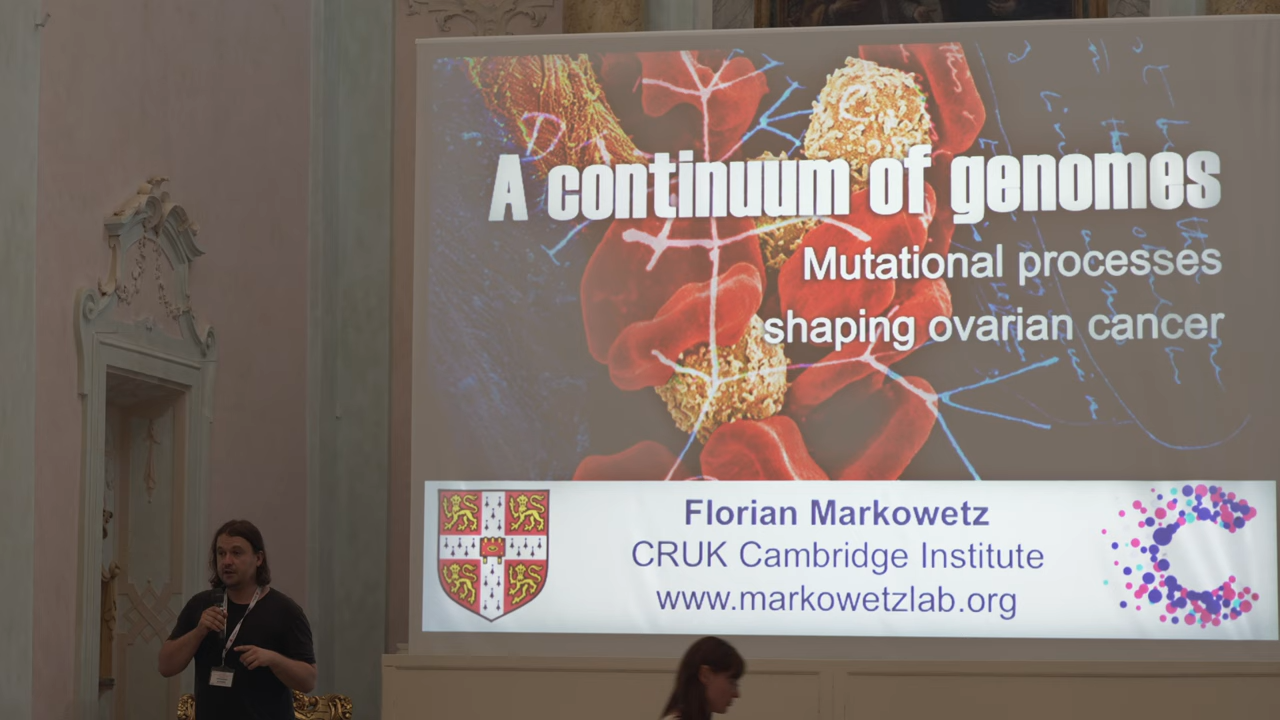 A continuum of genomes
Mutational processes
shaping ovarian cancer
Florian Markowetz
CRUK Cambridge Institute
www.markowetzlab.org